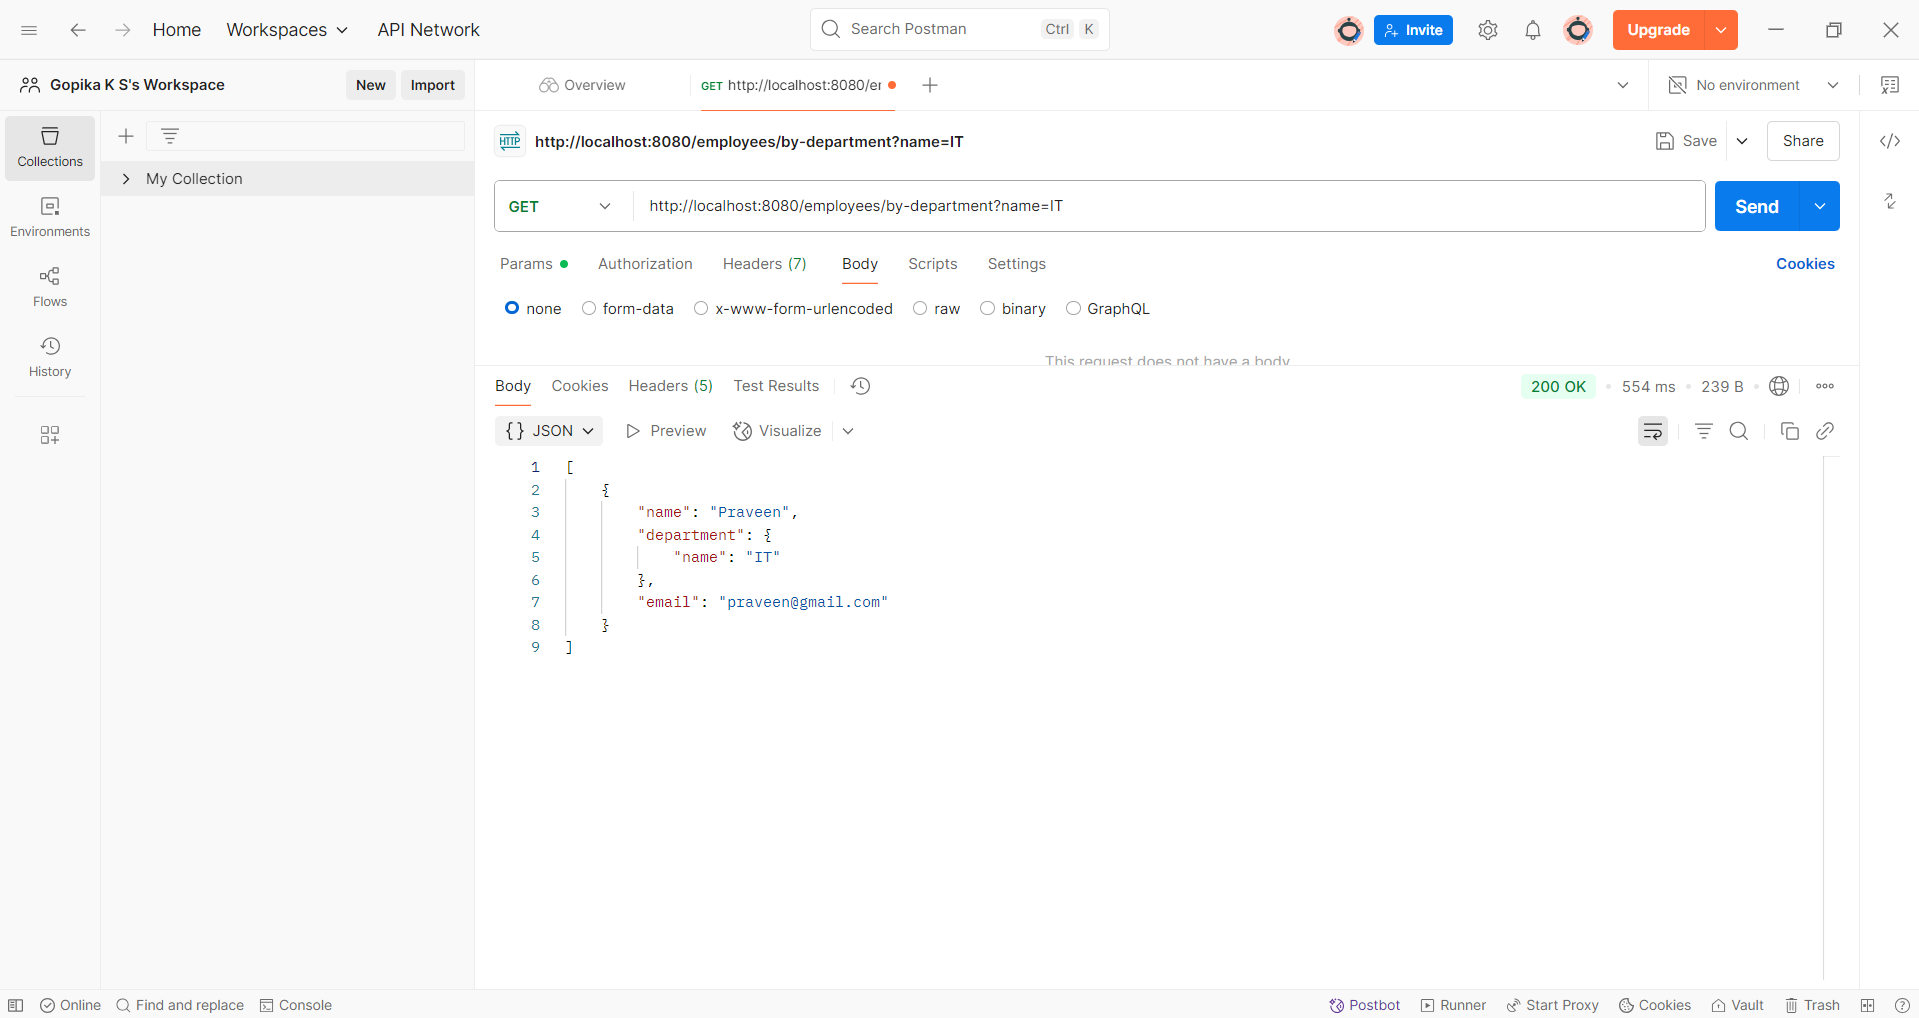 Home Workspaces API Network Search Postman Ctrl K Invite Upgrade
Gopika K S's Workspace New Import Overview GET http://localhost:8080/er No environment
HTTP http://localhost:8080/employees/by-department?name=IT Save Share
Collections
My Collection
GET http://localhost:8080/employees/by-department?name=IT Send
Environments
Params Authorization Headers (7) Body Scripts Settings Cookies
Flows
none form-data x-www-form-urlencoded raw binary GraphQL
This request does not have a body
History
Body Cookies Headers (5) Test Results 200 OK 554 ms 239 B
{} JSON Preview Visualize
1 [
2 {
3 "name": "Praveen",
4 "department": {
5 "name": "IT"
6 },
7 "email": "praveen@gmail.com"
8 }
9 ]
Online Find and replace Console Postbot Runner Start Proxy Cookies Vault Trash